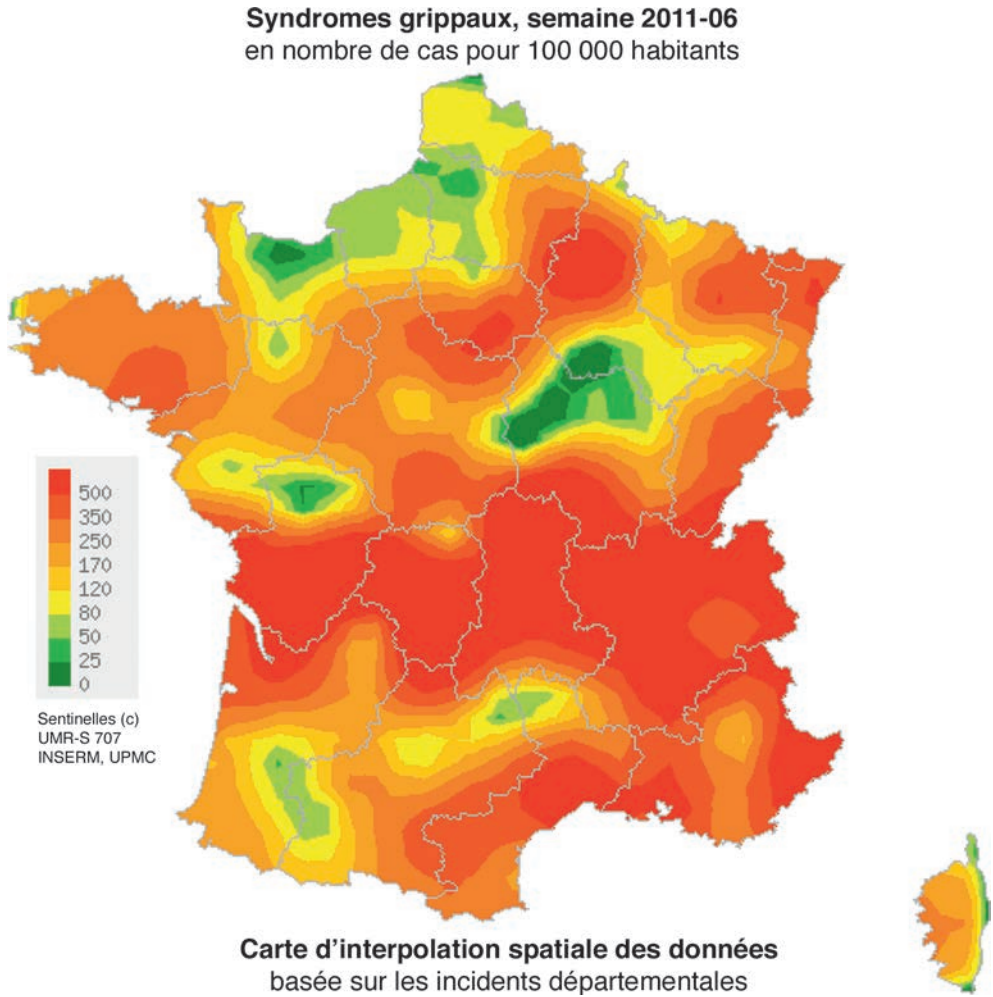 Syndromes grippaux, semaine 2011-06
en nombre de cas pour 100 000 habitants
500
350
250
170
120
80
50
25
0
Sentinelles (c)
UMR-S 707
INSERM, UPMC
Carte d'interpolation spatiale des données
basée sur les incidents départementales